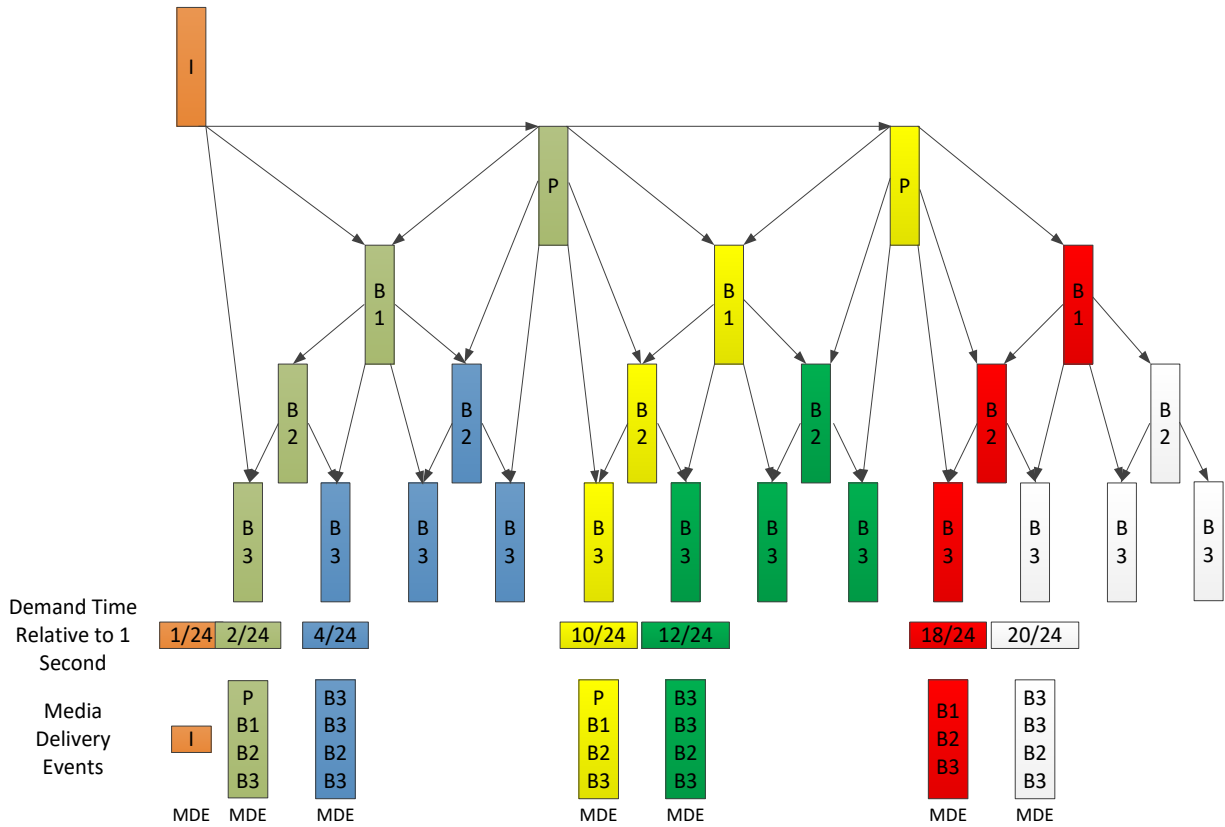 I
P
P
B
1
B
1
B
1
B
2
B
2
B
2
B
2
B
2
B
2
B
3
B
3
B
3
B
3
B
3
B
3
B
3
B
3
B
3
B
3
B
3
B
3
Demand Time
Relative to 1
Second
1/24 2/24 4/24 10/24 12/24 18/24 20/24
Media
Delivery
Events
I
P
B1
B2
B3
B3
B3
B2
B3
P
B1
B2
B3
B3
B3
B2
B3
B1
B2
B3
B3
B3
B2
B3
MDE MDE MDE MDE MDE MDE MDE